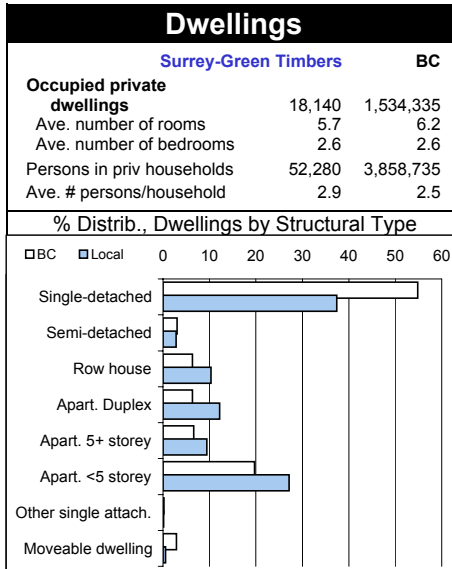 Dwellings
Surrey-Green Timbers BC
Occupied private
dwellings 18,140 1,534,335
Ave. number of rooms 5.7 6.2
Ave. number of bedrooms 2.6 2.6
Persons in priv households 52,280 3,858,735
Ave. # persons/household 2.9 2.5
% Distrib., Dwellings by Structural Type
BC Local 0 10 20 30 40 50 60
Single-detached
Semi-detached
Row house
Apart. Duplex
Apart. 5+ storey
Apart. <5 storey
Other single attach.
Moveable dwelling